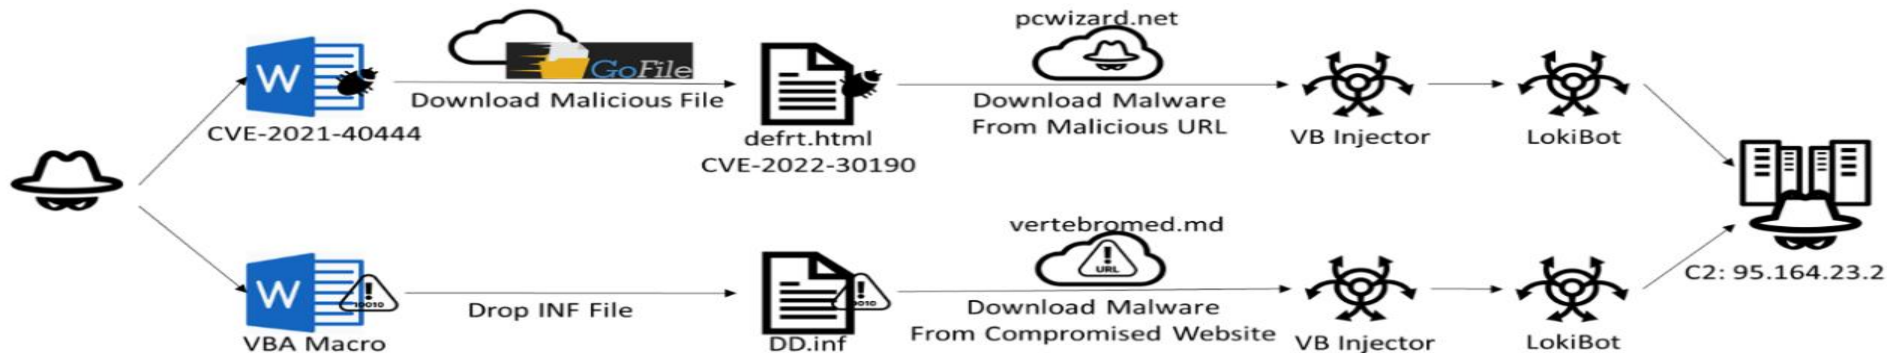 pcwizard.net
W
GoFile
Download Malicious File
CVE-2021-40444
defrt.html
CVE-2022-30190
Download Malware
From Malicious URL
VB Injector
LokiBot
C2: 95.164.23.2
vertebromed.md
W
Drop INF File
VBA Macro
DD.inf
!
URL
Download Malware
From Compromised Website
VB Injector
LokiBot